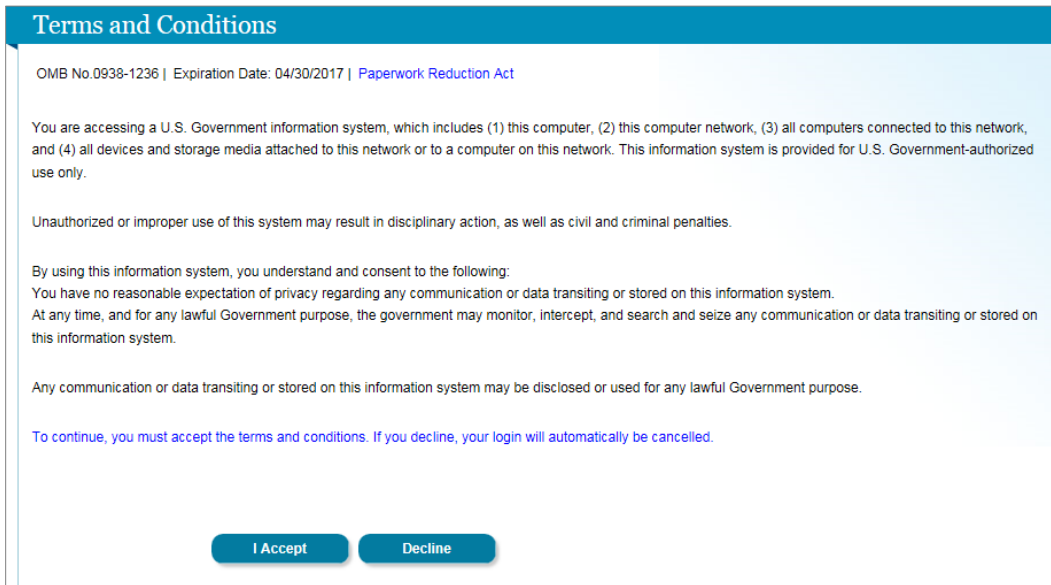 Terms and Conditions
OMB No.0938-1236 | Expiration Date: 04/30/2017 | Paperwork Reduction Act
You are accessing a U.S. Government information system, which includes (1) this computer, (2) this computer network, (3) all computers connected to this network,
and (4) all devices and storage media attached to this network or to a computer on this network. This information system is provided for U.S. Government-authorized
use only.
Unauthorized or improper use of this system may result in disciplinary action, as well as civil and criminal penalties.
By using this information system, you understand and consent to the following:
You have no reasonable expectation of privacy regarding any communication or data transiting or stored on this information system.
At any time, and for any lawful Government purpose, the government may monitor, intercept, and search and seize any communication or data transiting or stored on
this information system.
Any communication or data transiting or stored on this information system may be disclosed or used for any lawful Government purpose.
To continue, you must accept the terms and conditions. If you decline, your login will automatically be cancelled.
I Accept Decline